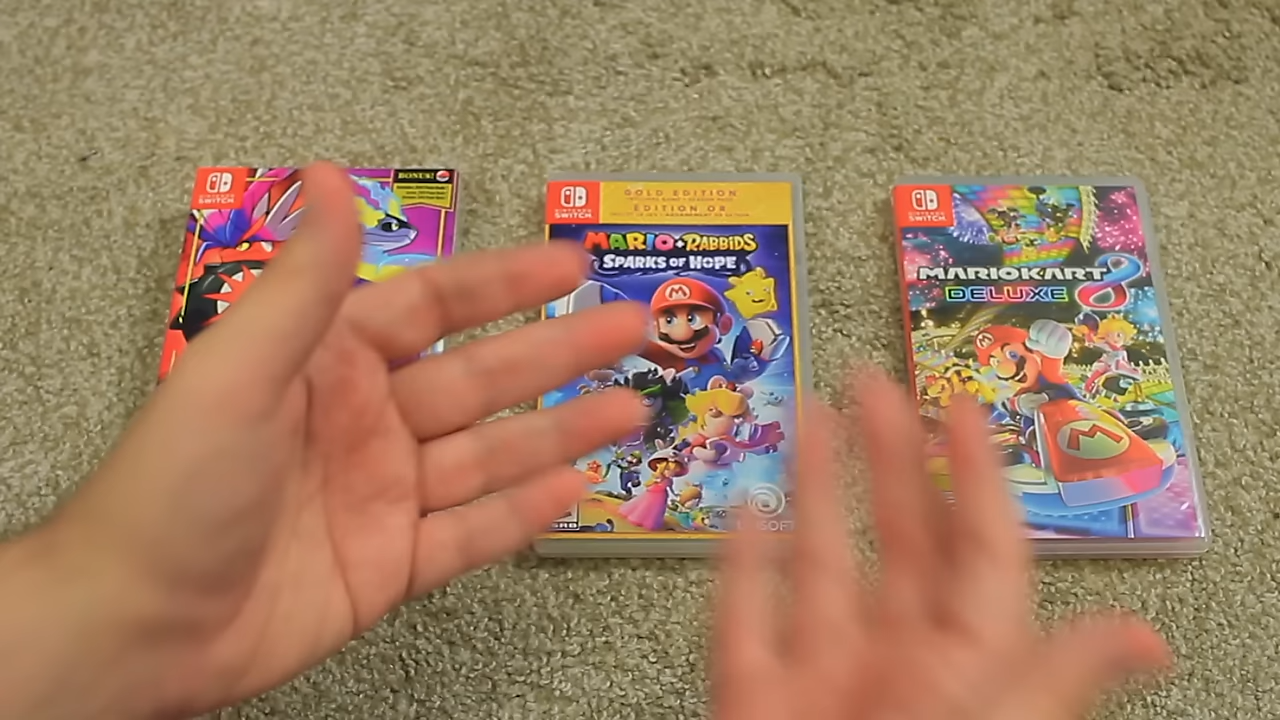 NINTENDO
SWITCH
BONUS!
NINTENDO
SWITCH
GOLD EDITION
ÉDITION OR
MARIO + RABBIDS
SPARKS OF HOPE
UBISOFT
NINTENDO
SWITCH
MARIOKART 8
DELUXE